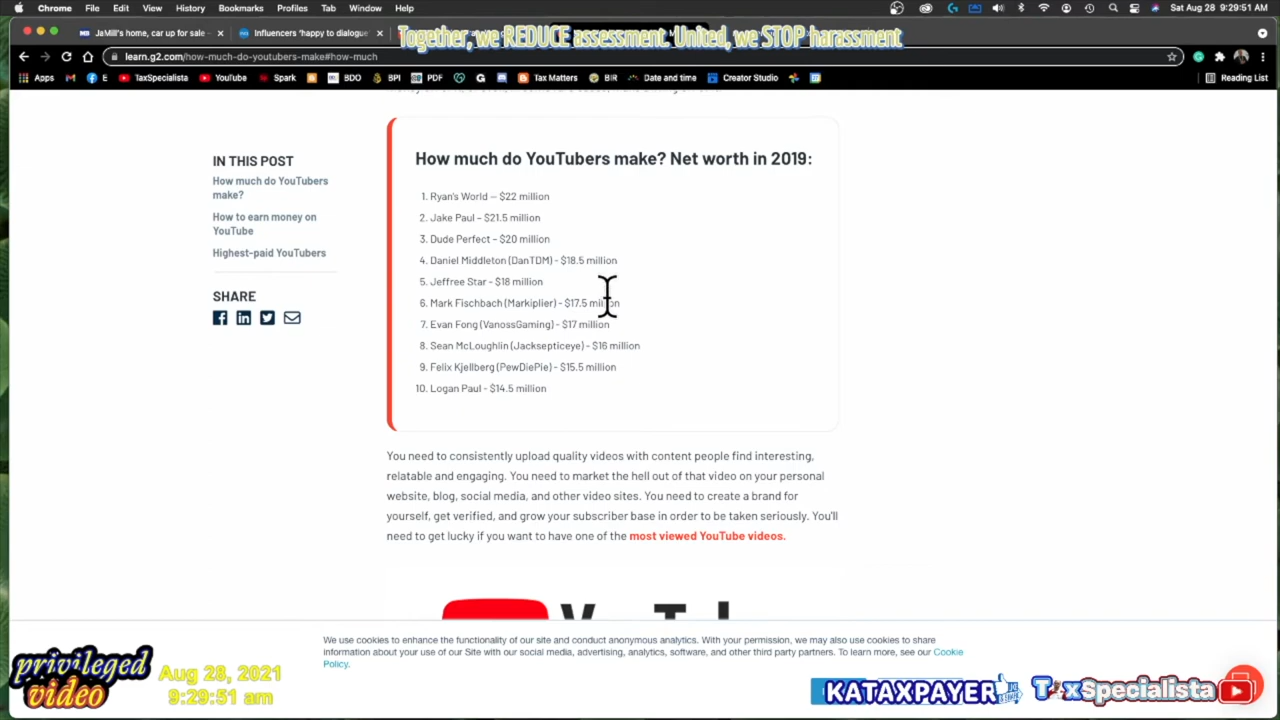 Chrome File Edit View History Bookmarks Profiles Tab Window Help Sat Aug 28 9:29:51 AM
Together, we REDUCE assessment. United, we STOP harassment
JaMill's home, car up for sale - Influencers 'happy to dialogue'
learn.g2.com/how-much-do-youtubers-make#how-much
Apps TaxSpecialista YouTube Spark BDO BPI PDF Tax Matters BIR Date and time Creator Studio Reading List
IN THIS POST
How much do YouTubers
make?
How to earn money on
YouTube
Highest-paid YouTubers
SHARE
How much do YouTubers make? Net worth in 2019:
1. Ryan's World – $22 million
2. Jake Paul – $21.5 million
3. Dude Perfect – $20 million
4. Daniel Middleton (DanTDM) - $18.5 million
5. Jeffree Star - $18 million
6. Mark Fischbach (Markiplier) - $17.5 million
7. Evan Fong (VanossGaming) - $17 million
8. Sean McLoughlin (Jacksepticeye) - $16 million
9. Felix Kjellberg (PewDiePie) - $15.5 million
10. Logan Paul - $14.5 million
You need to consistently upload quality videos with content people find interesting,
relatable and engaging. You need to market the hell out of that video on your personal
website, blog, social media, and other video sites. You need to create a brand for
yourself, get verified, and grow your subscriber base in order to be taken seriously. You'll
need to get lucky if you want to have one of the most viewed YouTube videos.
We use cookies to enhance the functionality of our site and conduct anonymous analytics. With your permission, we may also use cookies to share
information about your use of our Site with our social media, advertising, analytics, software, and other third party partners. To learn more, see our Cookie
Policy.
privileged
video
Aug 28, 2021
9:29:51 am
KATAXPAYER
TaxSpecialista